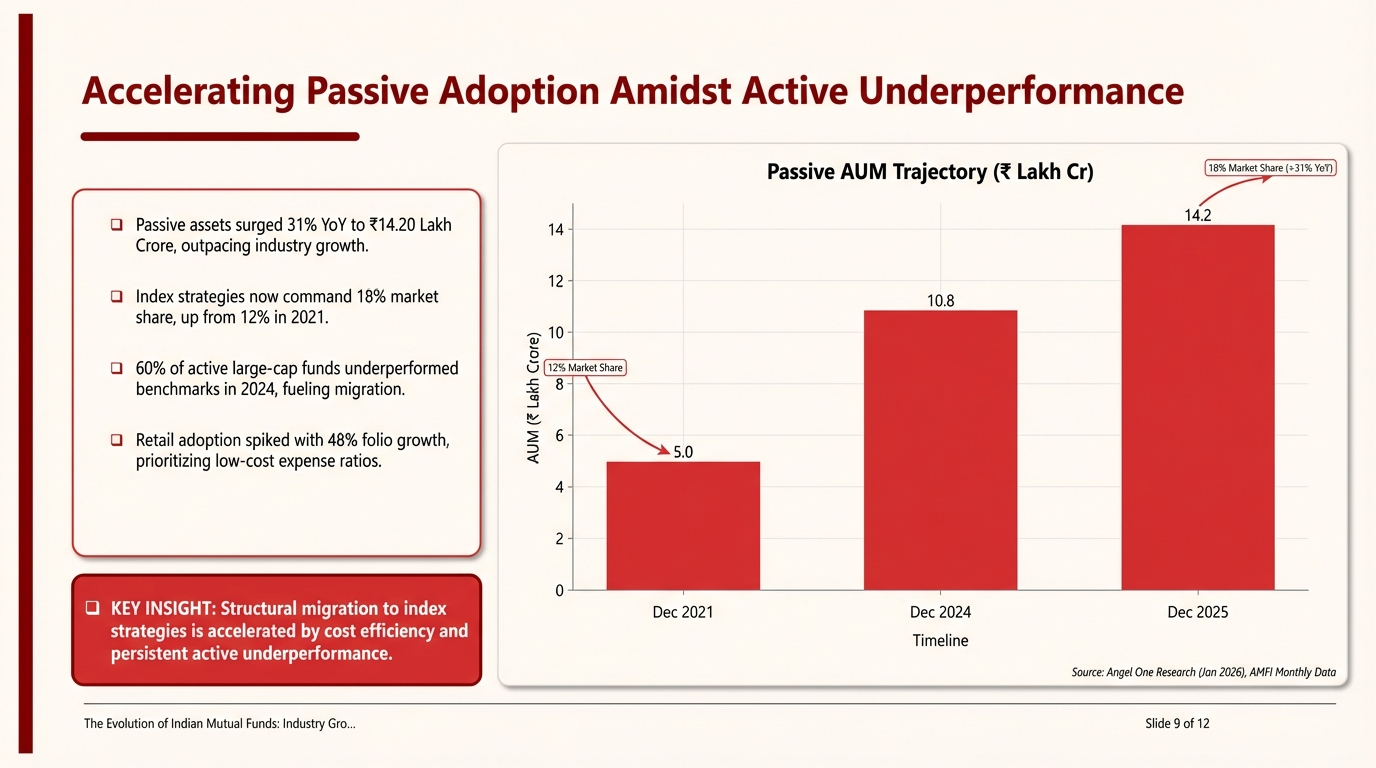 Accelerating Passive Adoption Amidst Active Underperformance
Passive assets surged 31% YoY to ₹14.20 Lakh
Crore, outpacing industry growth.
Index strategies now command 18% market
share, up from 12% in 2021.
60% of active large-cap funds underperformed
benchmarks in 2024, fueling migration.
Retail adoption spiked with 48% folio growth,
prioritizing low-cost expense ratios.
KEY INSIGHT: Structural migration to index
strategies is accelerated by cost efficiency and
persistent active underperformance.
Passive AUM Trajectory (₹ Lakh Cr)
18% Market Share (+31% YoY)
12% Market Share
AUM (₹ Lakh Crore)
14
12
10
8
6
4
2
0
5.0
10.8
14.2
Dec 2021
Dec 2024
Dec 2025
Timeline
Source: Angel One Research (Jan 2026), AMFI Monthly Data
The Evolution of Indian Mutual Funds: Industry Gro...
Slide 9 of 12